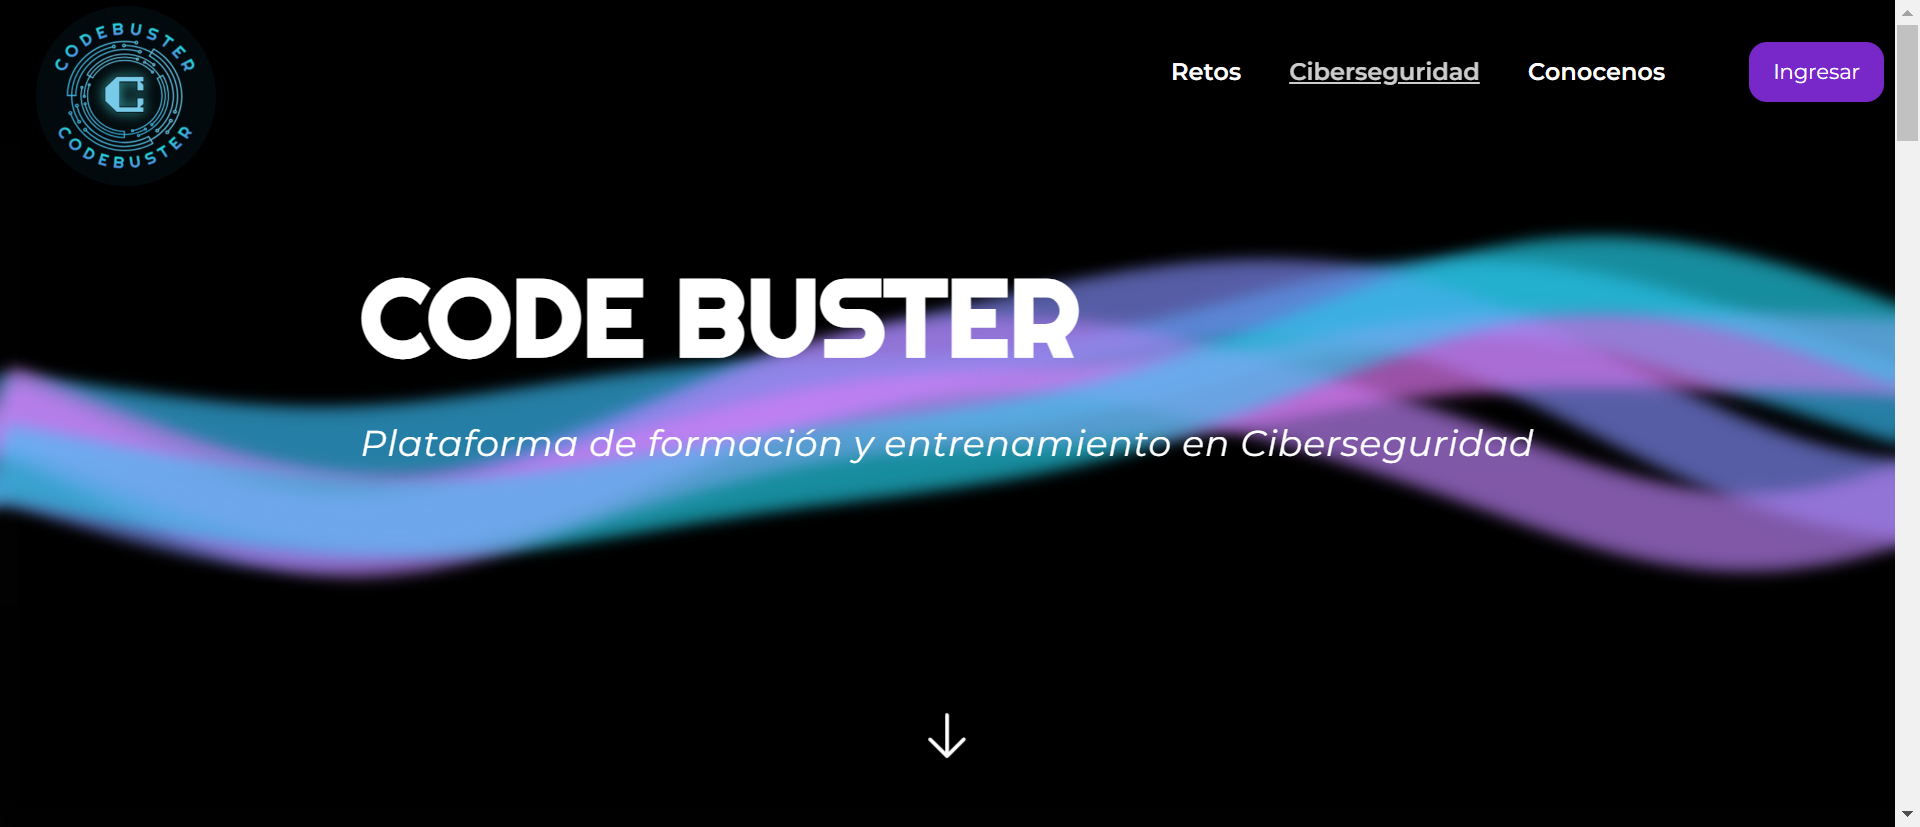 CODEBUSTER
C
CODEBUSTER
Retos Ciberseguridad Conocenos Ingresar
CODE BUSTER
Plataforma de formación y entrenamiento en Ciberseguridad